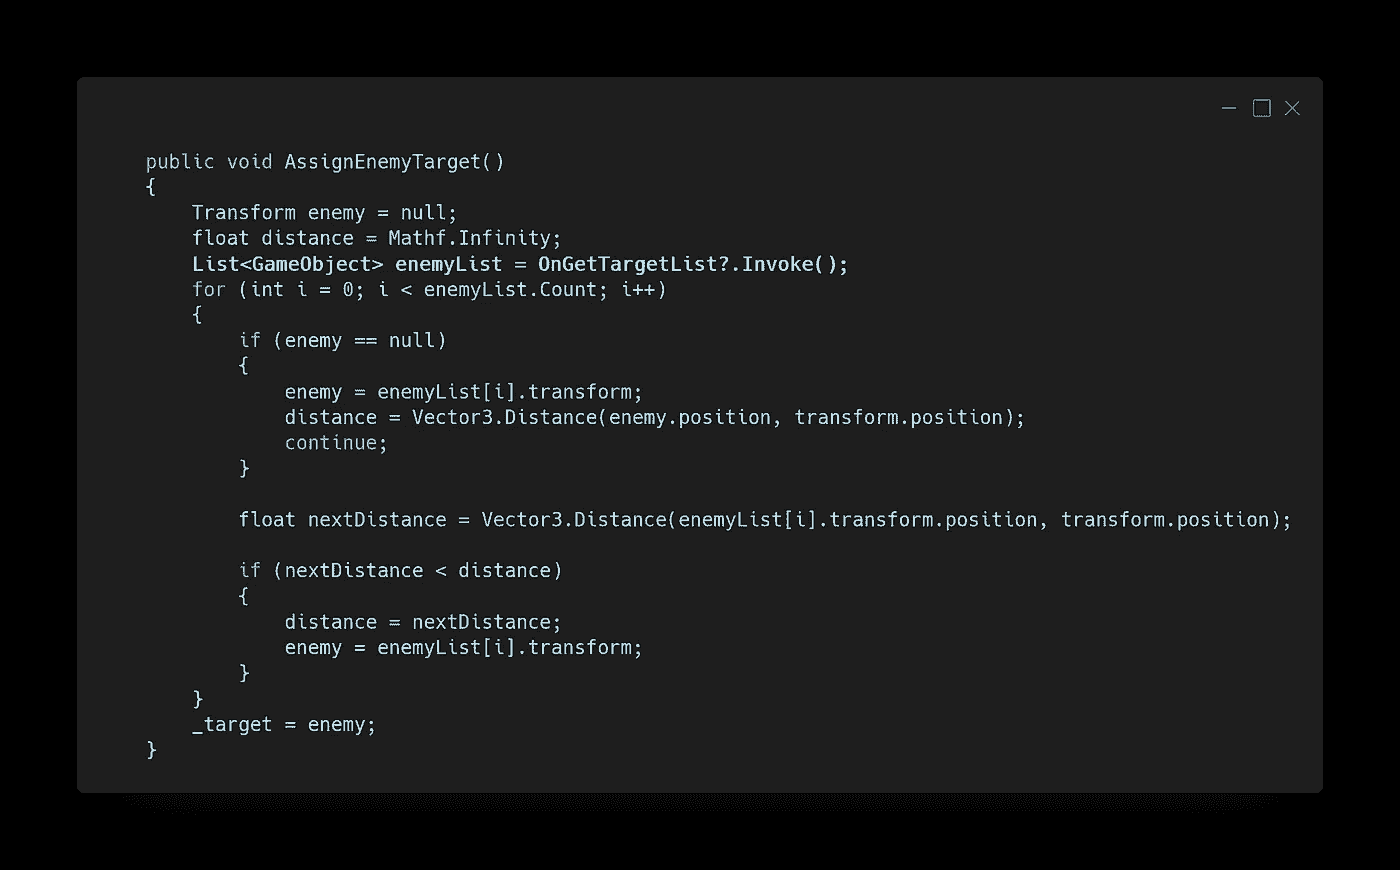 public void AssignEnemyTarget()
{
    Transform enemy = null;
    float distance = Mathf.Infinity;
    List<GameObject> enemyList = OnGetTargetList?.Invoke();
    for (int i = 0; i < enemyList.Count; i++)
    {
        if (enemy == null)
        {
            enemy = enemyList[i].transform;
            distance = Vector3.Distance(enemy.position, transform.position);
            continue;
        }

        float nextDistance = Vector3.Distance(enemyList[i].transform.position, transform.position);

        if (nextDistance < distance)
        {
            distance = nextDistance;
            enemy = enemyList[i].transform;
        }
    }
    _target = enemy;
}